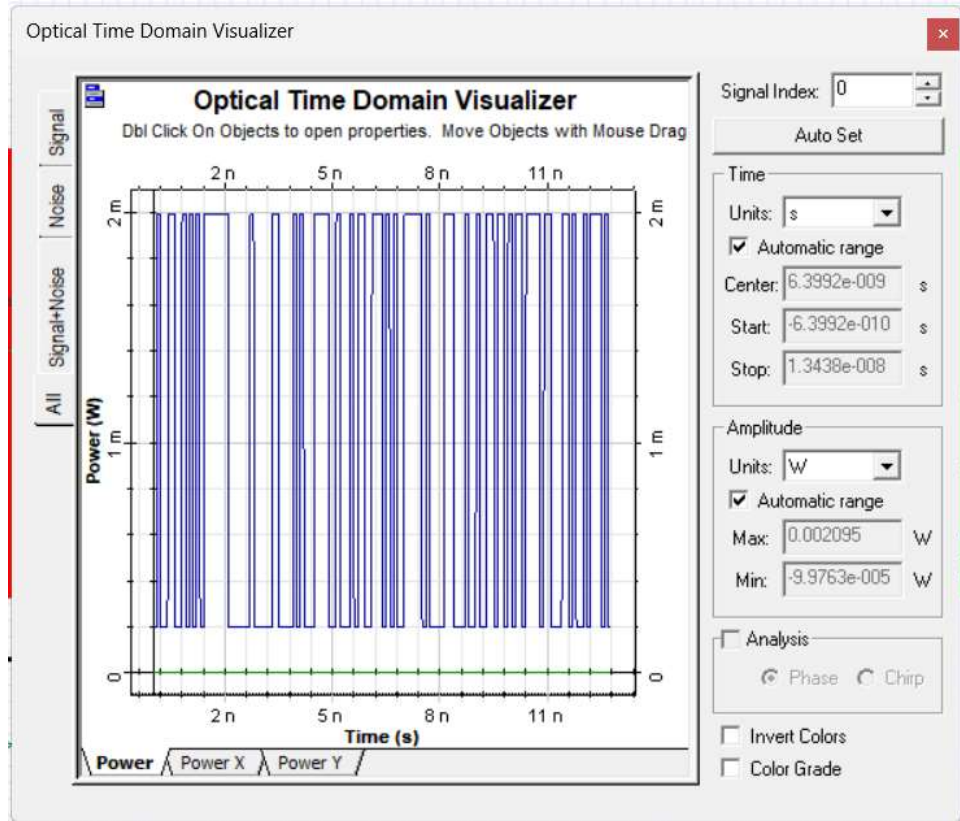 Optical Time Domain Visualizer
Signal
Noise
Signal+Noise
All
Optical Time Domain Visualizer
Dbl Click On Objects to open properties.  Move Objects with Mouse Drag
2 n 5 n 8 n 11 n
2 m
1 m
0
Power (W)
2 m
1 m
0
2 n 5 n 8 n 11 n
Time (s)
Power Power X Power Y
Signal Index: 0
Auto Set
Time
Units: s
Automatic range
Center: 6.3992e-009 s
Start: -6.3992e-010 s
Stop: 1.3438e-008 s
Amplitude
Units: W
Automatic range
Max: 0.002095 W
Min: -9.9763e-005 W
Analysis
Phase Chirp
Invert Colors
Color Grade